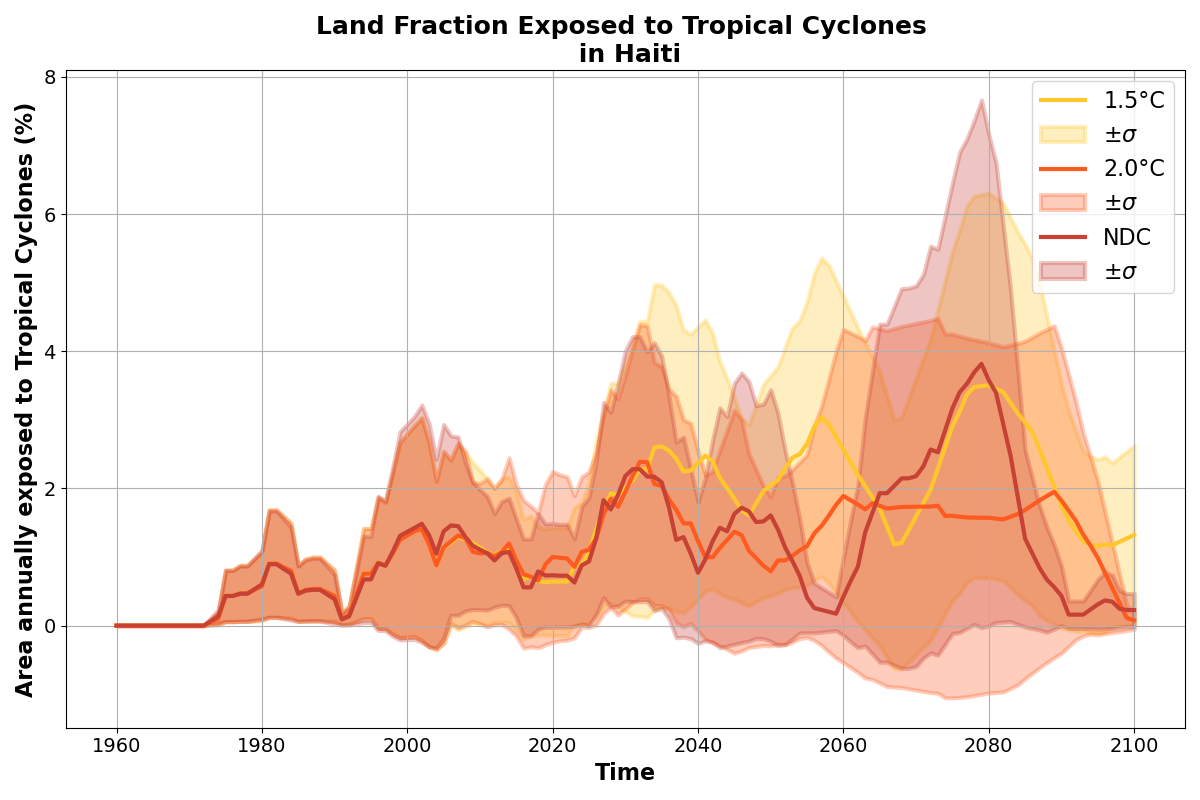 Land Fraction Exposed to Tropical Cyclones
in Haiti
Area annually exposed to Tropical Cyclones (%)
8
6
4
2
0
1960 1980 2000 2020 2040 2060 2080 2100
Time
1.5°C
±σ
2.0°C
±σ
NDC
±σ